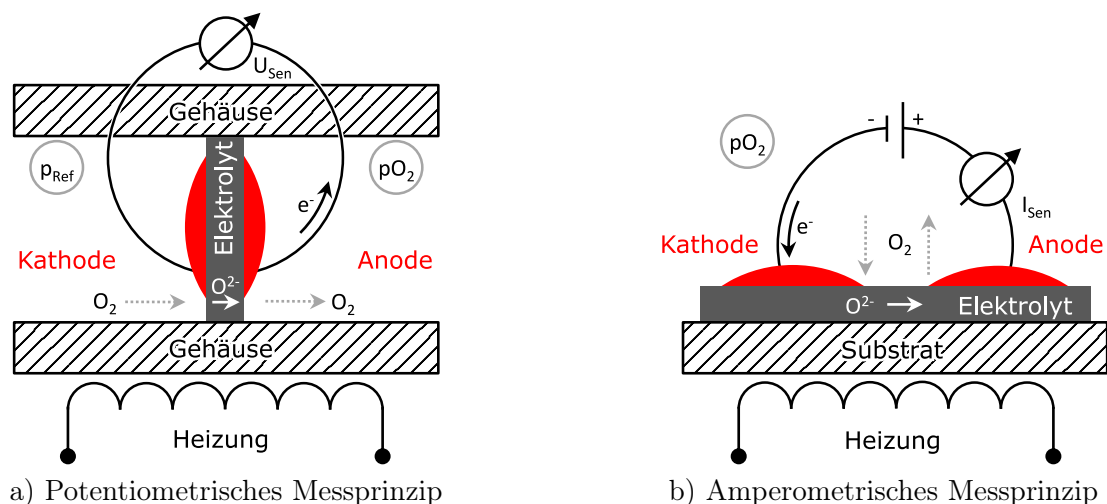 U_Sen
Gehäuse
p_Ref
pO₂
Elektrolyt
e⁻
Kathode
Anode
O²⁻
O₂
O₂
Gehäuse
Heizung
a) Potentiometrisches Messprinzip
- +
pO₂
I_Sen
e⁻
Kathode
O₂
Anode
O²⁻
Elektrolyt
Substrat
Heizung
b) Amperometrisches Messprinzip